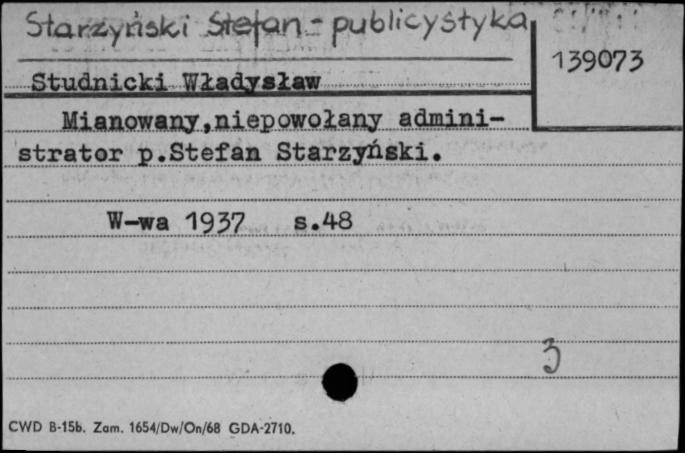 Starzyński Stefan - publicystyka
139073
Studnicki Władysław
Mianowany,niepowołany admini-
strator p.Stefan Starzyński.
W-wa 1937 s.48
3
CWD B-15b. Zam. 1654/Dw/On/68 GDA-2710.